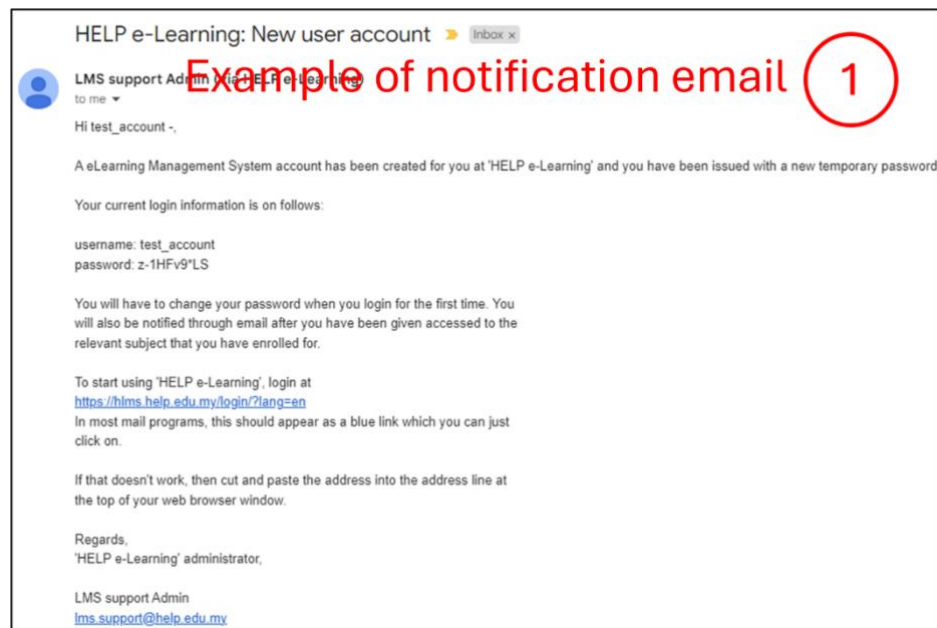 HELP e-Learning: New user account Inbox x
LMS support Admin (via HELP e-Learning)
Example of notification email 1
to me
Hi test_account -,
A eLearning Management System account has been created for you at 'HELP e-Learning' and you have been issued with a new temporary password
Your current login information is on follows:
username: test_account
password: z-1HFv9*LS
You will have to change your password when you login for the first time. You
will also be notified through email after you have been given accessed to the
relevant subject that you have enrolled for.
To start using 'HELP e-Learning', login at
https://hlms.help.edu.my/login/?lang=en
In most mail programs, this should appear as a blue link which you can just
click on.
If that doesn't work, then cut and paste the address into the address line at
the top of your web browser window.
Regards,
'HELP e-Learning' administrator,
LMS support Admin
lms.support@help.edu.my